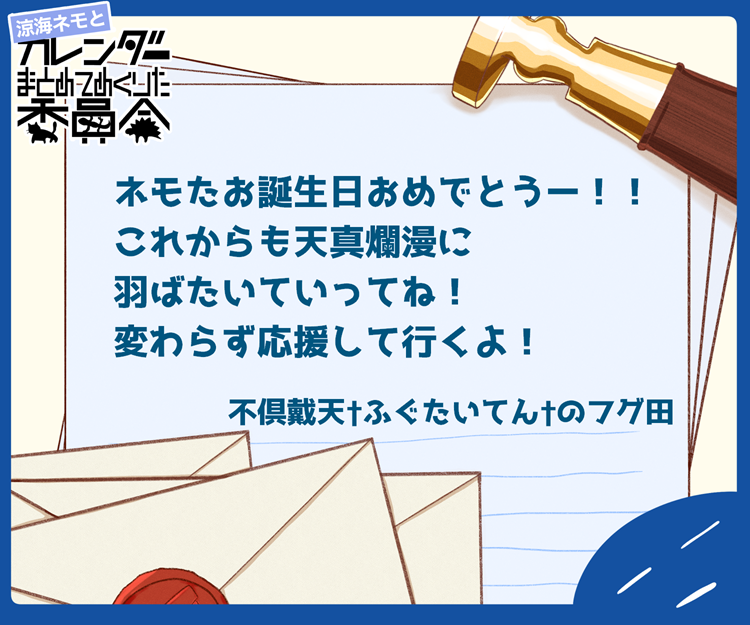 涼海ネモと
カレンダー
まとめてめくりた
委員会
ネモたお誕生日おめでとうー！！
これからも天真爛漫に
羽ばたいていってね！
変わらず応援して行くよ！
不倶戴天†ふぐたいてん†のフグ田